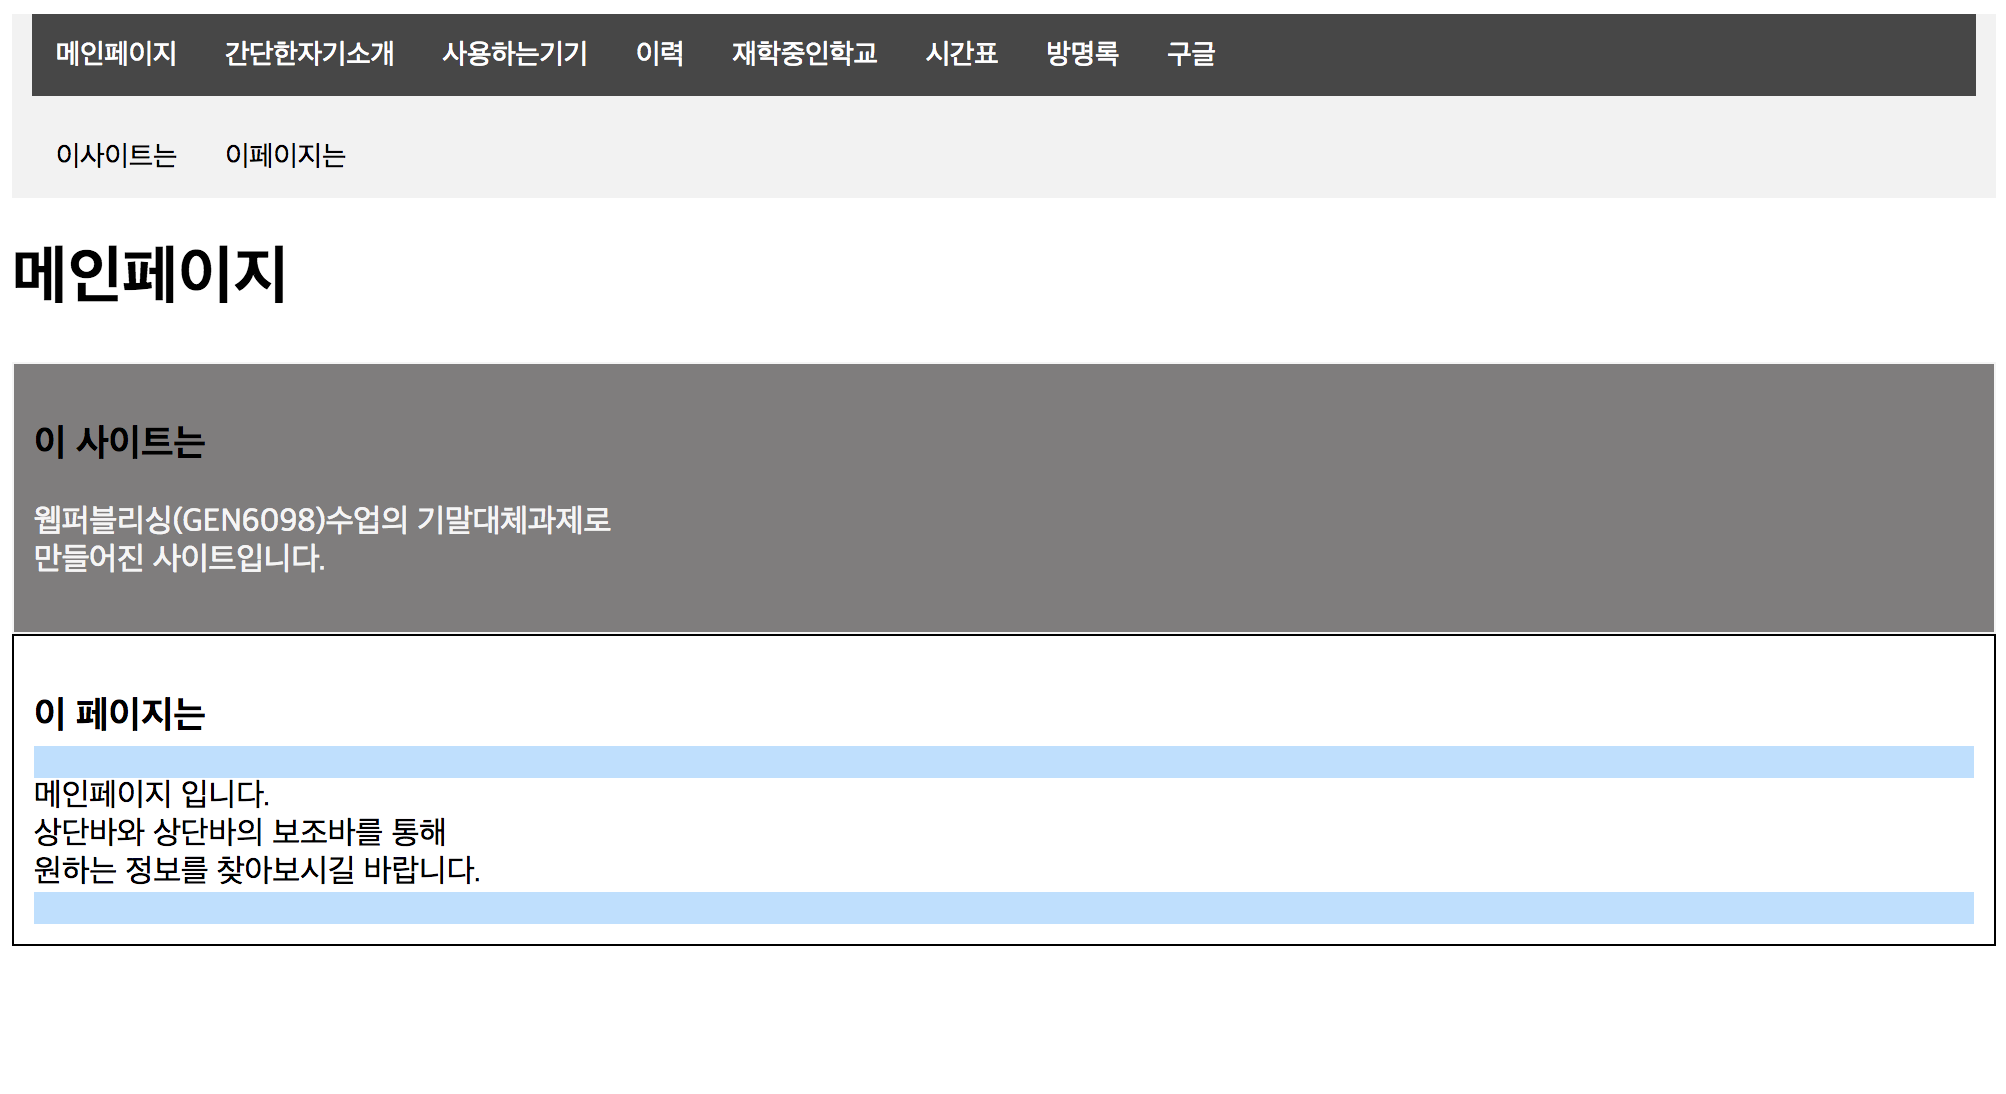 메인페이지 간단한자기소개 사용하는기기 이력 재학중인학교 시간표 방명록 구글
이사이트는 이페이지는
메인페이지
이 사이트는
웹퍼블리싱(GEN6098)수업의 기말대체과제로
만들어진 사이트입니다.
이 페이지는
메인페이지 입니다.
상단바와 상단바의 보조바를 통해
원하는 정보를 찾아보시길 바랍니다.